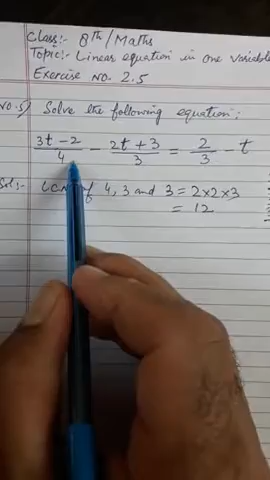 Class:- 8th/Maths
Topic:- Linear equation in one variable
Exercise No. 2.5
No.5) Solve the following equation:
(3t - 2)/4 - (2t + 3)/3 = 2/3 - t
Sol:- LCM of 4, 3 and 3 = 2×2×3
= 12